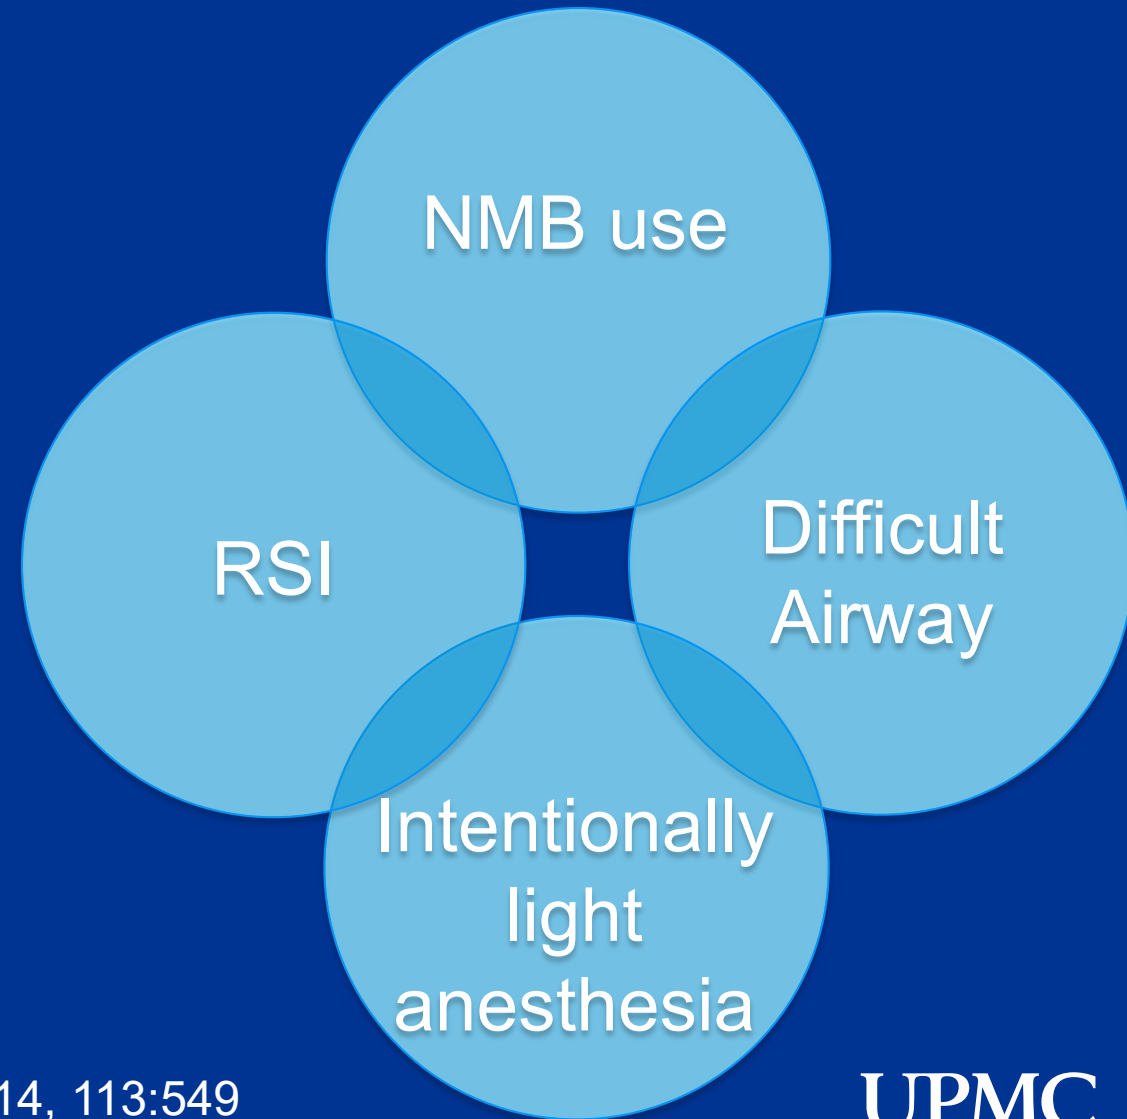 NMB use
RSI
Difficult
Airway
Intentionally
light
anesthesia
14, 113:549
UPMC